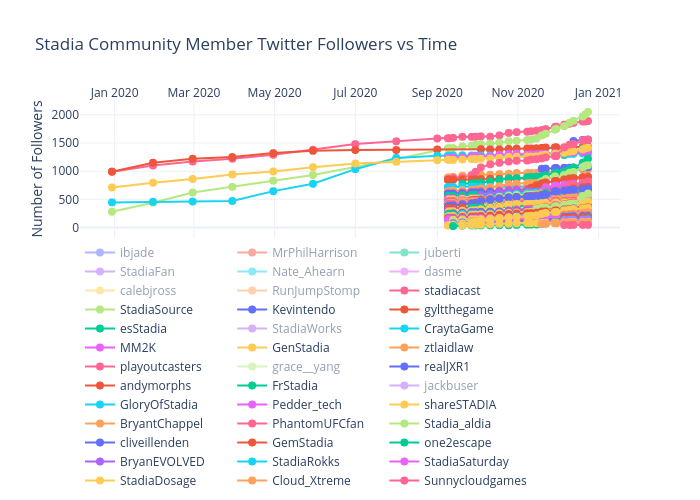 Stadia Community Member Twitter Followers vs Time
Jan 2020 Mar 2020 May 2020 Jul 2020 Sep 2020 Nov 2020 Jan 2021
Number of Followers
2000
1500
1000
500
0
ibjade MrPhilHarrison juberti
StadiaFan Nate_Ahearn dasme
calebjross RunJumpStomp stadiacast
StadiaSource Kevintendo gyltthegame
esStadia StadiaWorks CraytaGame
MM2K GenStadia ztlaidlaw
playoutcasters grace__yang realJXR1
andymorphs FrStadia jackbuser
GloryOfStadia Pedder_tech shareSTADIA
BryantChappel PhantomUFCfan Stadia_aldia
cliveillenden GemStadia one2escape
BryanEVOLVED StadiaRokks StadiaSaturday
StadiaDosage Cloud_Xtreme Sunnycloudgames